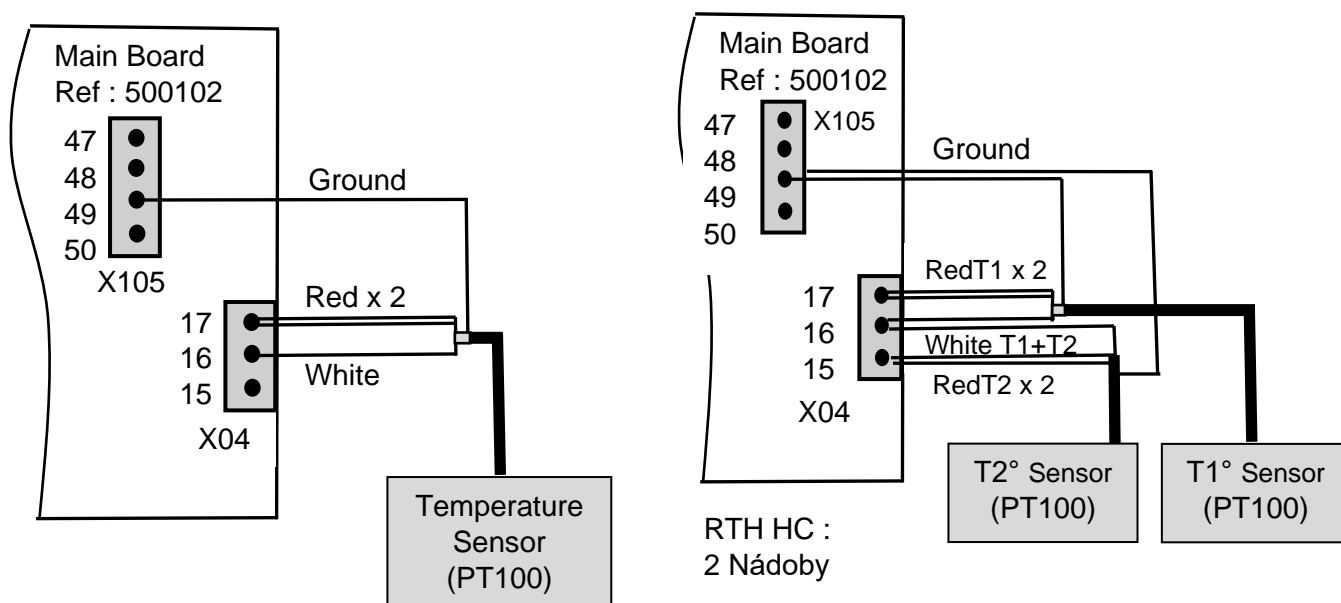 Main Board
Ref : 500102
47
48
49
50
X105
Ground
Red x 2
17
16
15
White
X04
Temperature
Sensor
(PT100)
Main Board
Ref : 500102
X105
47
48
49
50
Ground
RedT1 x 2
17
16
15
White T1+T2
RedT2 x 2
X04
T2° Sensor
(PT100)
T1° Sensor
(PT100)
RTH HC :
2 Nádoby